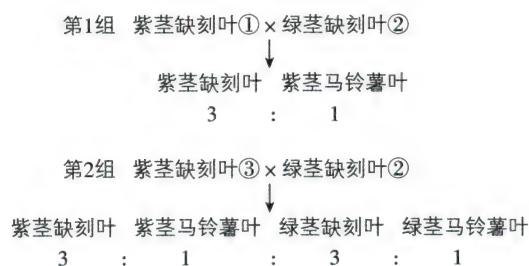 第1组 紫茎缺刻叶①×绿茎缺刻叶②
紫茎缺刻叶 紫茎马铃薯叶
3 : 1
第2组 紫茎缺刻叶③×绿茎缺刻叶②
紫茎缺刻叶 紫茎马铃薯叶 绿茎缺刻叶 绿茎马铃薯叶
3 : 1 : 3 : 1